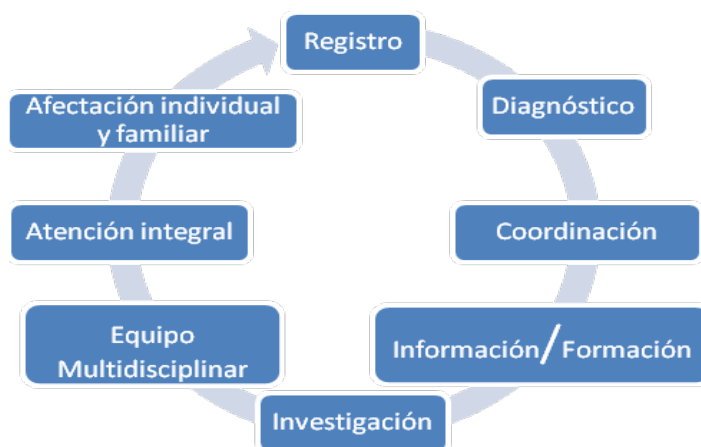 Registro
Diagnóstico
Coordinación
Información/Formación
Investigación
Equipo
Multidisciplinar
Atención integral
Afectación individual
y familiar